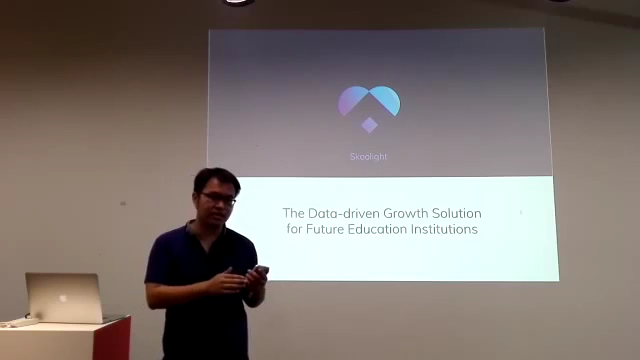 Skoolight
The Data-driven Growth Solution
for Future Education Institutions